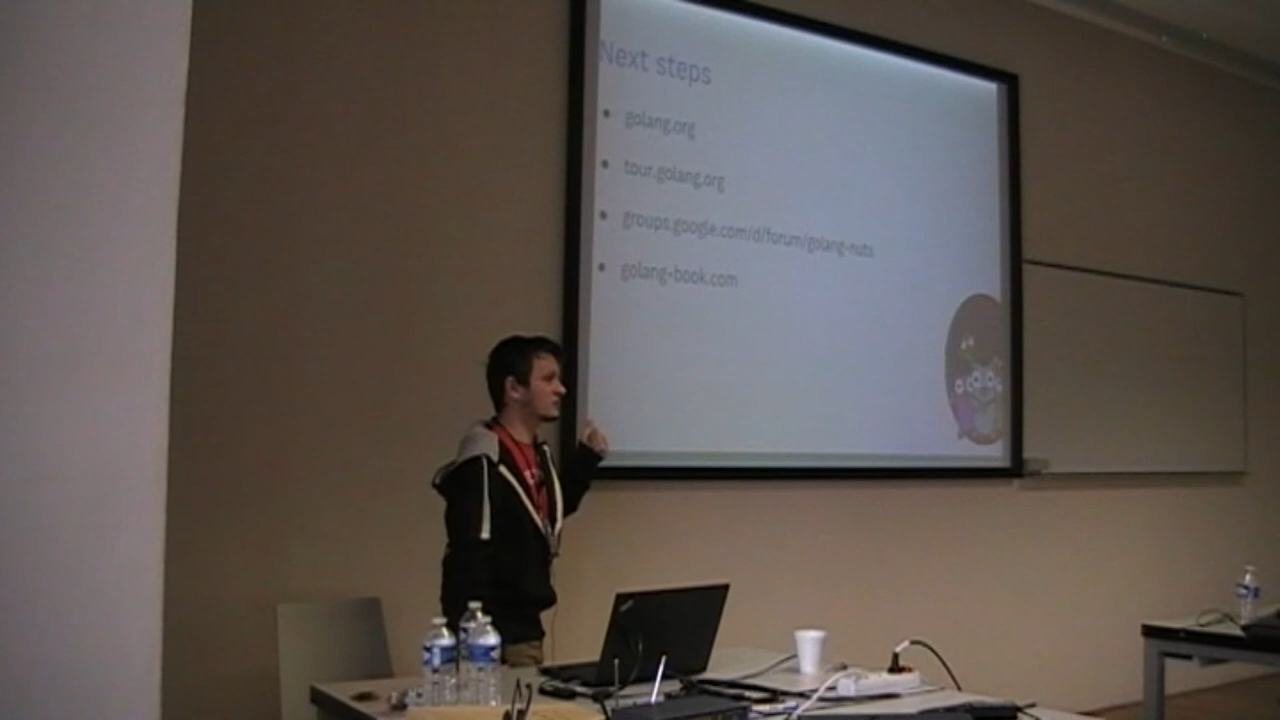 Next steps
golang.org
tour.golang.org
groups.google.com/d/forum/golang-nuts
golang-book.com